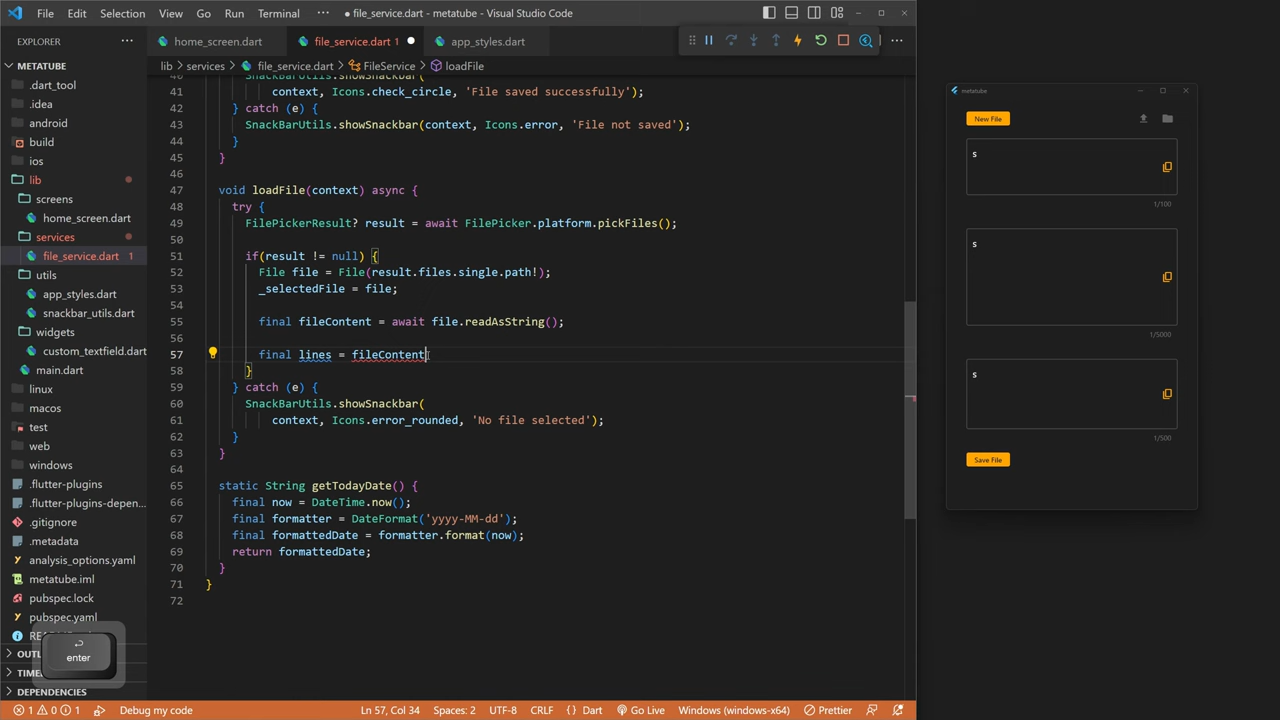 File Edit Selection View Go Run Terminal ··· ● file_service.dart - metatube - Visual Studio Code
EXPLORER ···
home_screen.dart
file_service.dart 1 ●
app_styles.dart
lib > services > file_service.dart > FileService > loadFile
METATUBE
.dart_tool
.idea
android
build
ios
lib
screens
home_screen.dart
services
file_service.dart 1
utils
app_styles.dart
snackbar_utils.dart
widgets
custom_textfield.dart
main.dart
linux
macos
test
web
windows
.flutter-plugins
.flutter-plugins-depen...
.gitignore
.metadata
analysis_options.yaml
metatube.iml
pubspec.lock
pubspec.yaml
OUTL
TIME
DEPENDENCIES
enter
40 SnackBarUtils.showSnackbar(
41 context, Icons.check_circle, 'File saved successfully');
42 } catch (e) {
43 SnackBarUtils.showSnackbar(context, Icons.error, 'File not saved');
44 }
45 }
46
47 void loadFile(context) async {
48 try {
49 FilePickerResult? result = await FilePicker.platform.pickFiles();
50
51 if(result != null) {
52 File file = File(result.files.single.path!);
53 _selectedFile = file;
54
55 final fileContent = await file.readAsString();
56
57 final lines = fileContent
58 }
59 } catch (e) {
60 SnackBarUtils.showSnackbar(
61 context, Icons.error_rounded, 'No file selected');
62 }
63 }
64
65 static String getTodayDate() {
66 final now = DateTime.now();
67 final formatter = DateFormat('yyyy-MM-dd');
68 final formattedDate = formatter.format(now);
69 return formattedDate;
70 }
71 }
72
1 0 1 Debug my code Ln 57, Col 34 Spaces: 2 UTF-8 CRLF {} Dart Go Live Windows (windows-x64) Prettier
metatube
New File
s
1/100
s
1/5000
s
1/500
Save File